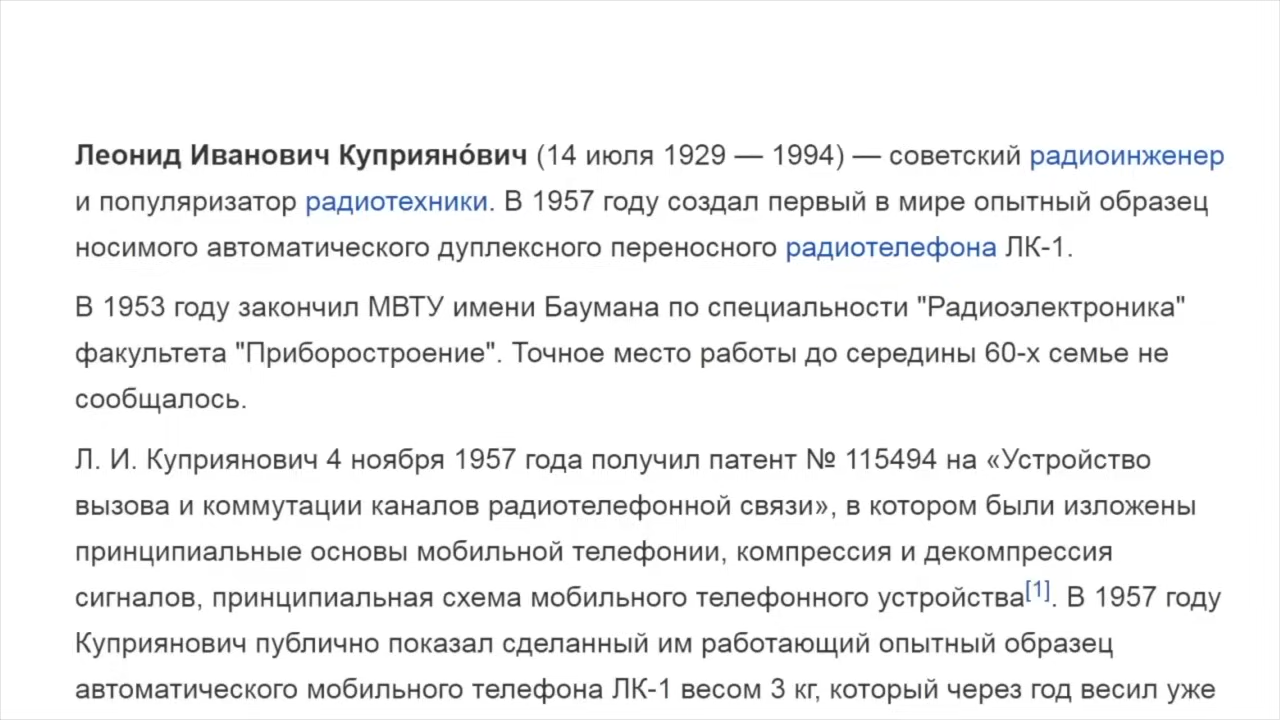 Леонид Иванович Куприяно́вич (14 июля 1929 — 1994) — советский радиоинженер
и популяризатор радиотехники. В 1957 году создал первый в мире опытный образец
носимого автоматического дуплексного переносного радиотелефона ЛК-1.
В 1953 году закончил МВТУ имени Баумана по специальности "Радиоэлектроника"
факультета "Приборостроение". Точное место работы до середины 60-х семье не
сообщалось.
Л. И. Куприянович 4 ноября 1957 года получил патент № 115494 на «Устройство
вызова и коммутации каналов радиотелефонной связи», в котором были изложены
принципиальные основы мобильной телефонии, компрессия и декомпрессия
сигналов, принципиальная схема мобильного телефонного устройства[1]. В 1957 году
Куприянович публично показал сделанный им работающий опытный образец
автоматического мобильного телефона ЛК-1 весом 3 кг, который через год весил уже